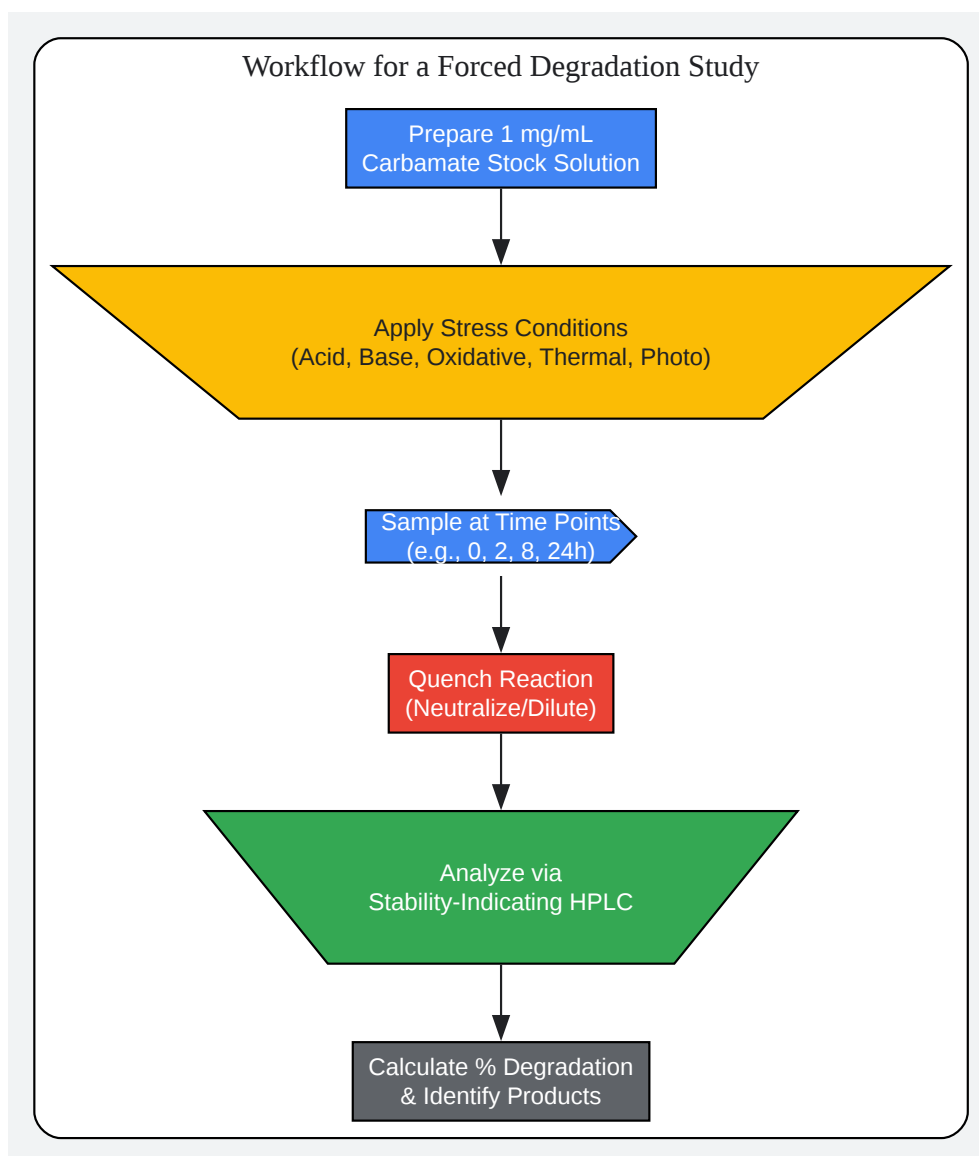 Workflow for a Forced Degradation Study
Prepare 1 mg/mL
Carbamate Stock Solution
Apply Stress Conditions
(Acid, Base, Oxidative, Thermal, Photo)
Sample at Time Points
(e.g., 0, 2, 8, 24h)
Quench Reaction
(Neutralize/Dilute)
Analyze via
Stability-Indicating HPLC
Calculate % Degradation
& Identify Products